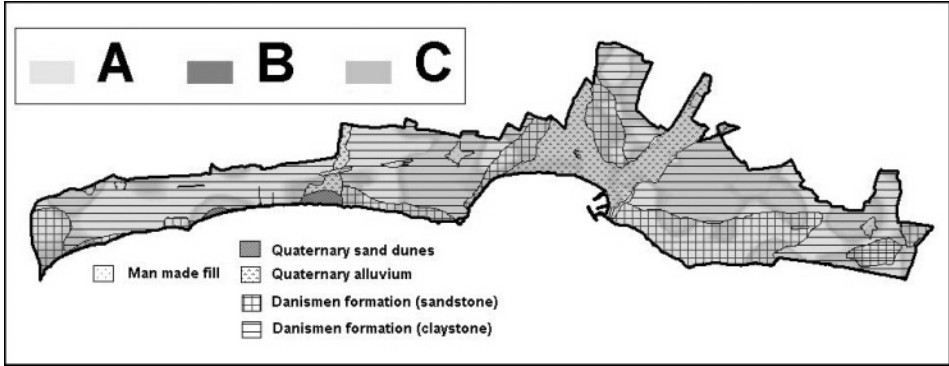 A B C
Quaternary sand dunes
Man made fill
Quaternary alluvium
Danismen formation (sandstone)
Danismen formation (claystone)